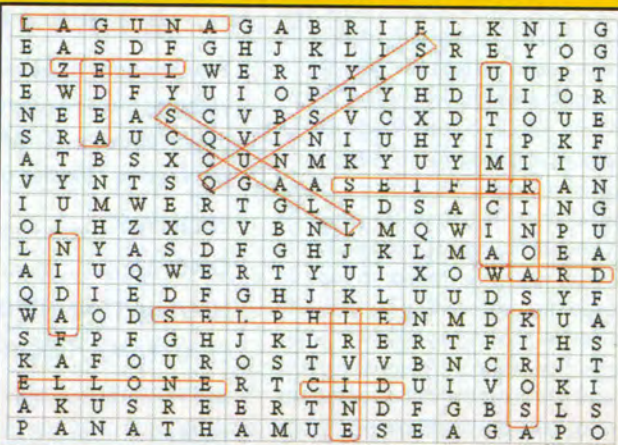 L A G U N A G A B R I E L K N I G
E A S D F G H J K L I S R E Y O G
D Z E L L W E R T Y I U I U U P T
E W D F Y U I O P T Y H D L I O R
N E E A S C V B S V C X D T O U E
S R A U C Q V I N I U H Y I P K F
A T B S X C U N M K Y U Y M I I U
V Y N T S Q G A A S E I F E R A N
I U M W E R T G L F D S A C I N G
O I H Z X C V B N L M Q W I N P U
L N Y A S D F G H J K L M A O E A
A I U Q W E R T Y U I X O W A R D
Q D I E D F G H J K L U U D S Y F
W A O D S E L P H I E N M D K U A
S F P F G H J K L R E R T F I H S
K A F O U R O S T V V B N C R J T
E L L O N E R T C I D U I V O K I
A K U S R E E R T N D F G B S L S
P A N A T H A M U E S E A G A P O